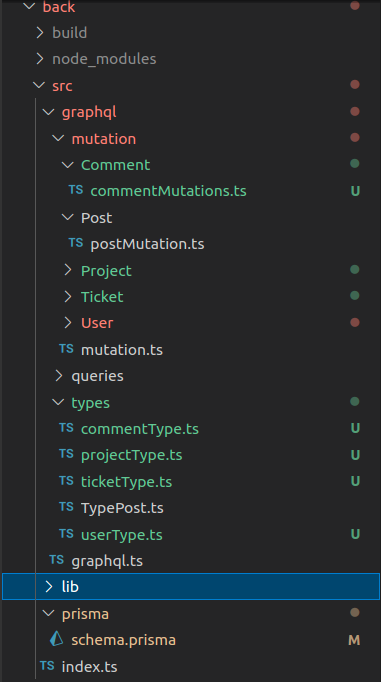 back
build
node_modules
src
graphql
mutation
Comment
TS commentMutations.ts U
Post
TS postMutation.ts
Project
Ticket
User
TS mutation.ts
queries
types
TS commentType.ts U
TS projectType.ts U
TS ticketType.ts U
TS TypePost.ts
TS userType.ts U
TS graphql.ts
lib
prisma
schema.prisma M
TS index.ts